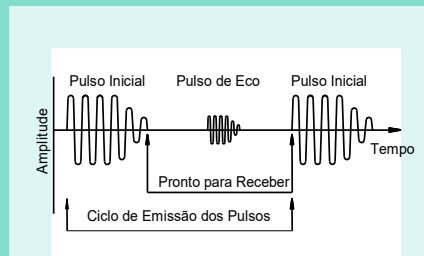 Pulso Inicial Pulso de Eco Pulso Inicial
Amplitude
Tempo
Pronto para Receber
Ciclo de Emissão dos Pulsos